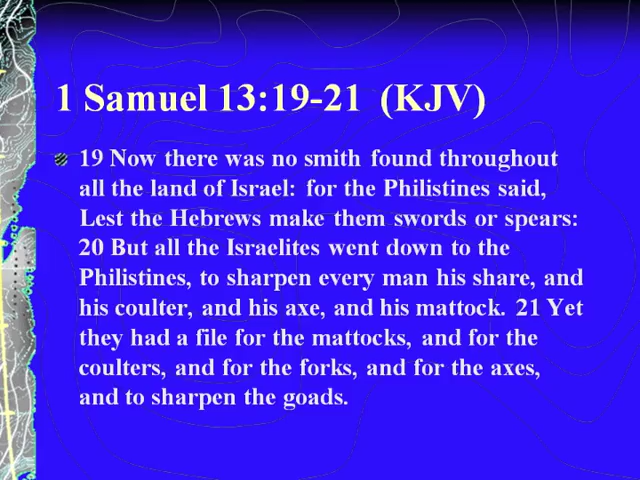 1 Samuel 13:19-21 (KJV)
19 Now there was no smith found throughout
all the land of Israel: for the Philistines said,
Lest the Hebrews make them swords or spears:
20 But all the Israelites went down to the
Philistines, to sharpen every man his share, and
his coulter, and his axe, and his mattock. 21 Yet
they had a file for the mattocks, and for the
coulters, and for the forks, and for the axes,
and to sharpen the goads.